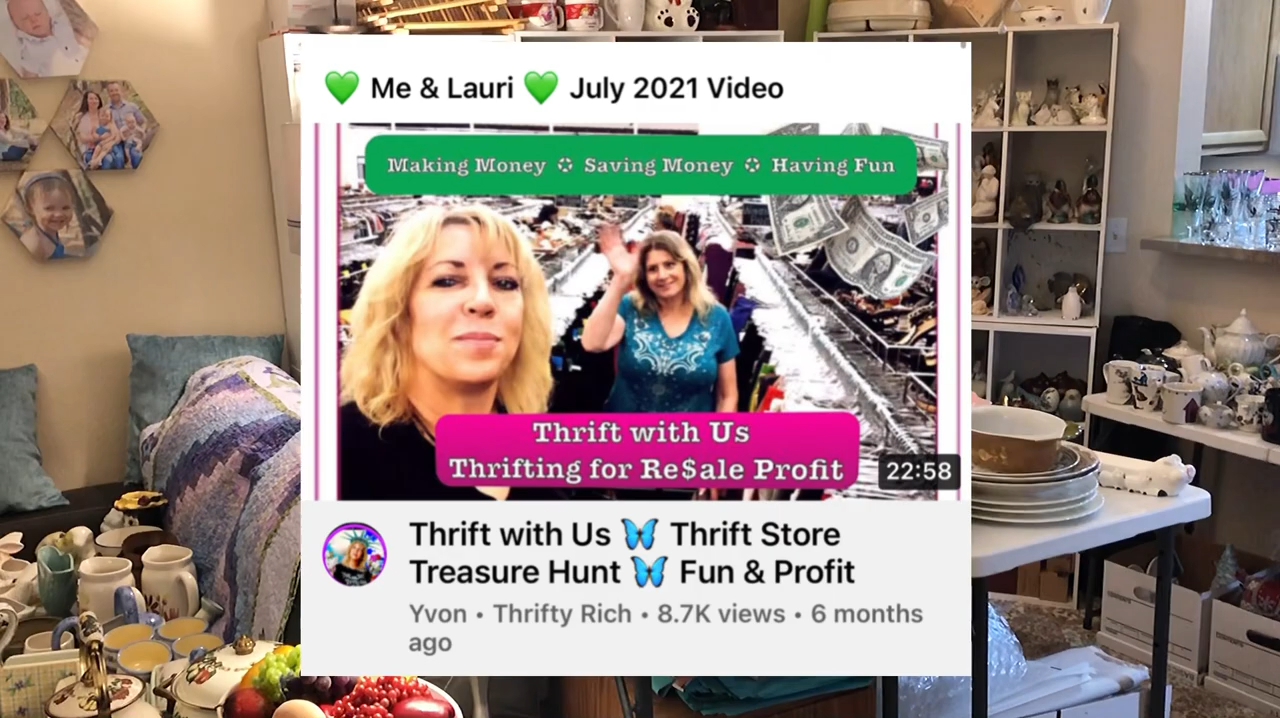 💚 Me & Lauri 💚 July 2021 Video
Making Money ♻ Saving Money ♻ Having Fun
Thrift with Us
Thrifting for Re$ale Profit
22:58
Thrift with Us 🦋 Thrift Store
Treasure Hunt 🦋 Fun & Profit
Yvon • Thrifty Rich • 8.7K views • 6 months
ago